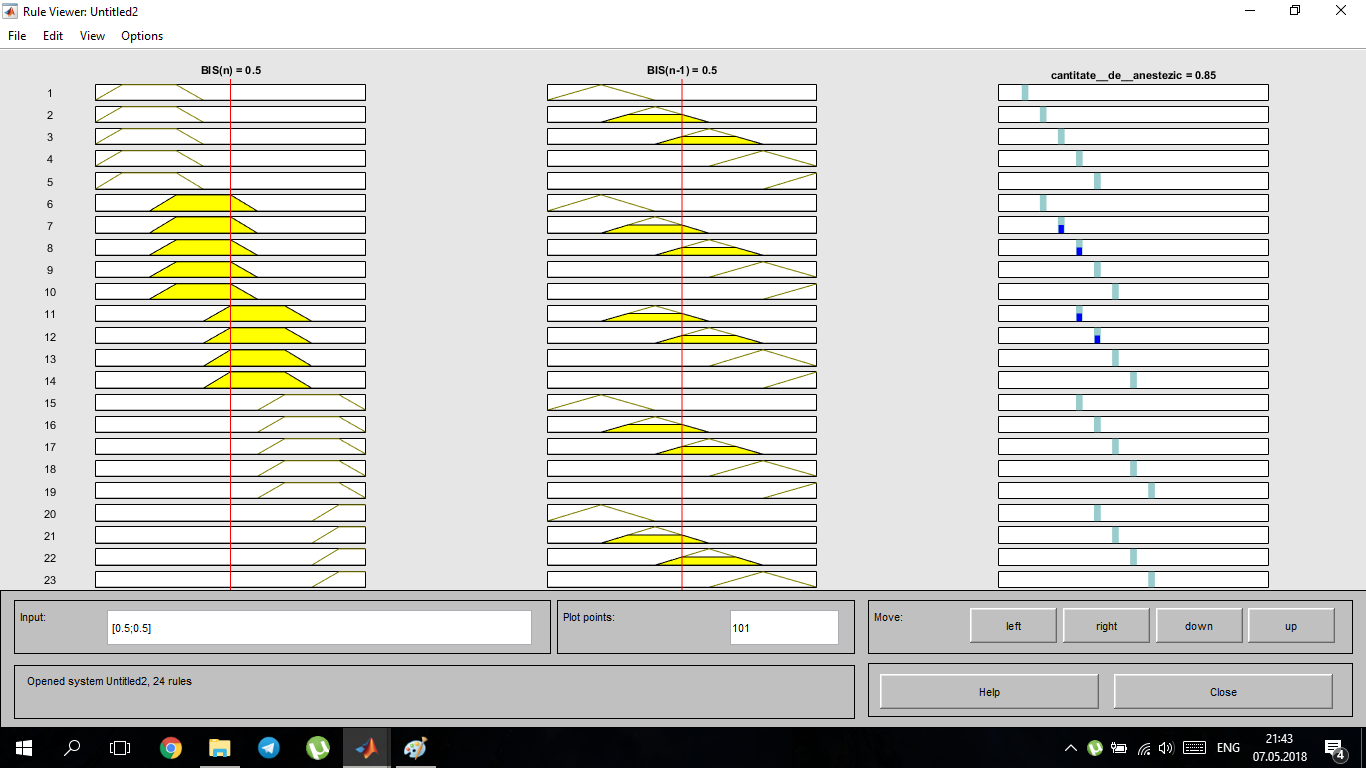 Rule Viewer: Untitled2
File Edit View Options
BIS(n) = 0.5
BIS(n-1) = 0.5
cantitate__de__anestezic = 0.85
1
2
3
4
5
6
7
8
9
10
11
12
13
14
15
16
17
18
19
20
21
22
23
Input:
[0.5;0.5]
Plot points:
101
Move:
left
right
down
up
Opened system Untitled2, 24 rules
Help
Close
ENG
21:43
07.05.2018
4